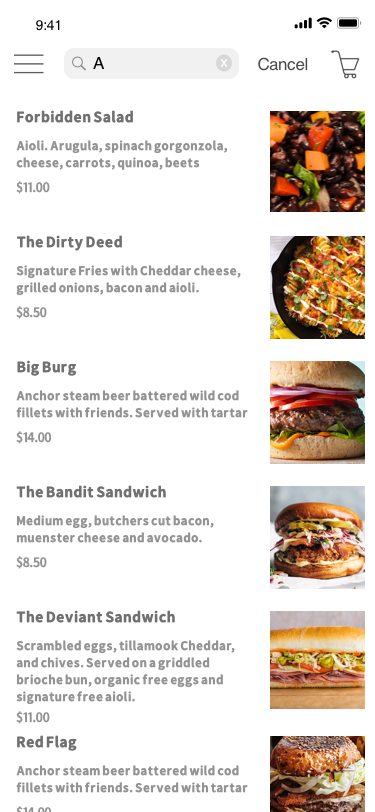 9:41
A
X
Cancel
Forbidden Salad
Aioli. Arugula, spinach gorgonzola,
cheese, carrots, quinoa, beets
$11.00
The Dirty Deed
Signature Fries with Cheddar cheese,
grilled onions, bacon and aioli.
$8.50
Big Burg
Anchor steam beer battered wild cod
fillets with friends. Served with tartar
$14.00
The Bandit Sandwich
Medium egg, butchers cut bacon,
muenster cheese and avocado.
$8.50
The Deviant Sandwich
Scrambled eggs, tillamook Cheddar,
and chives. Served on a griddled
brioche bun, organic free eggs and
signature free aioli.
$11.00
Red Flag
Anchor steam beer battered wild cod
fillets with friends. Served with tartar
$14.00